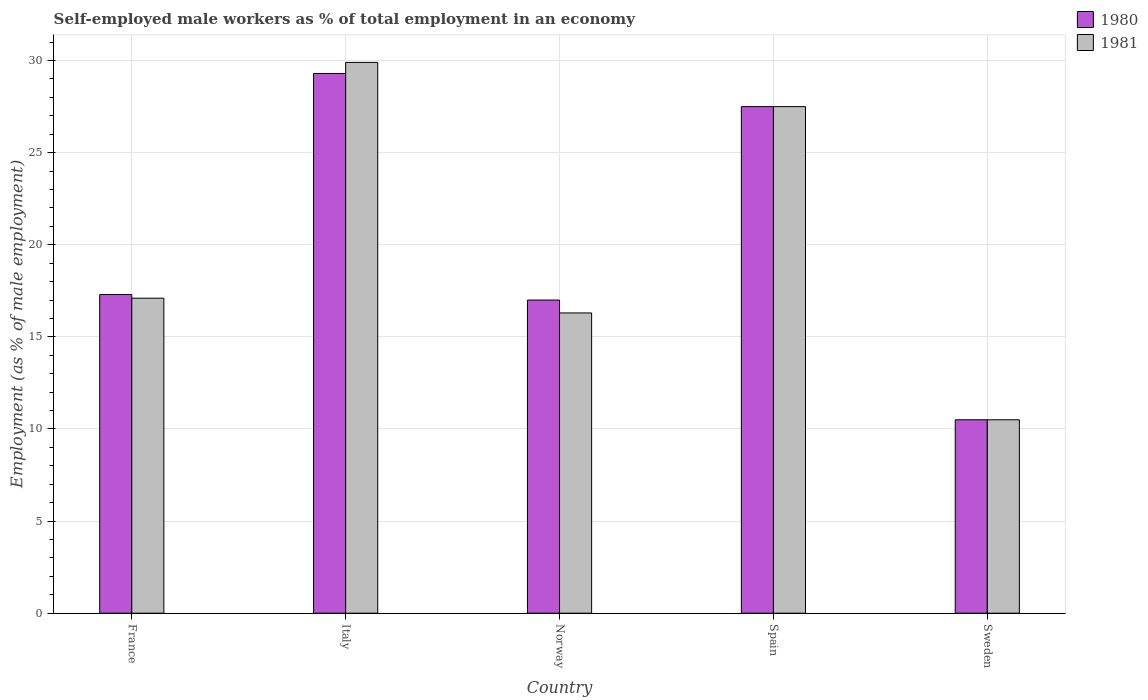 Self-employed male workers as % of total employment in an economy
1980
1981
Employment (as % of male employment)
30
25
20
15
10
5
0
France
Italy
Norway
Spain
Sweden
Country